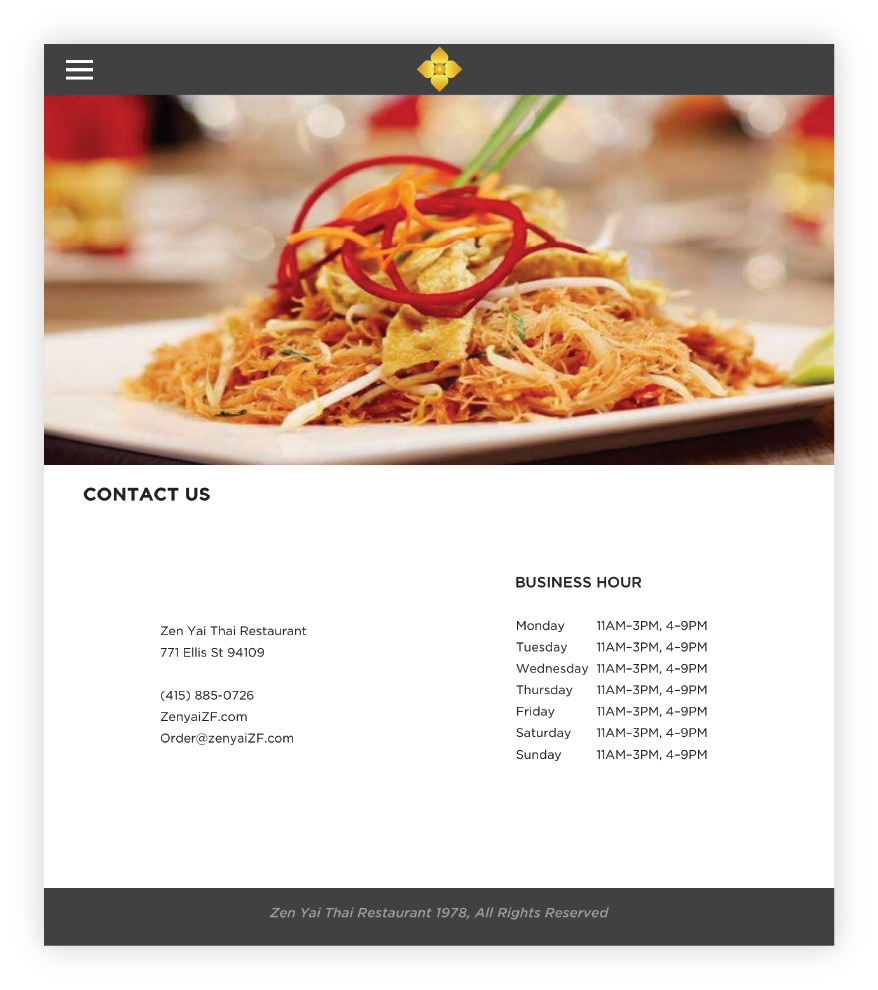 CONTACT US
Zen Yai Thai Restaurant
771 Ellis St 94109
(415) 885-0726
ZenyaiZF.com
Order@zenyaiZF.com
BUSINESS HOUR
Monday 11AM–3PM, 4–9PM
Tuesday 11AM–3PM, 4–9PM
Wednesday 11AM–3PM, 4–9PM
Thursday 11AM–3PM, 4–9PM
Friday 11AM–3PM, 4–9PM
Saturday 11AM–3PM, 4–9PM
Sunday 11AM–3PM, 4–9PM
Zen Yai Thai Restaurant 1978, All Rights Reserved